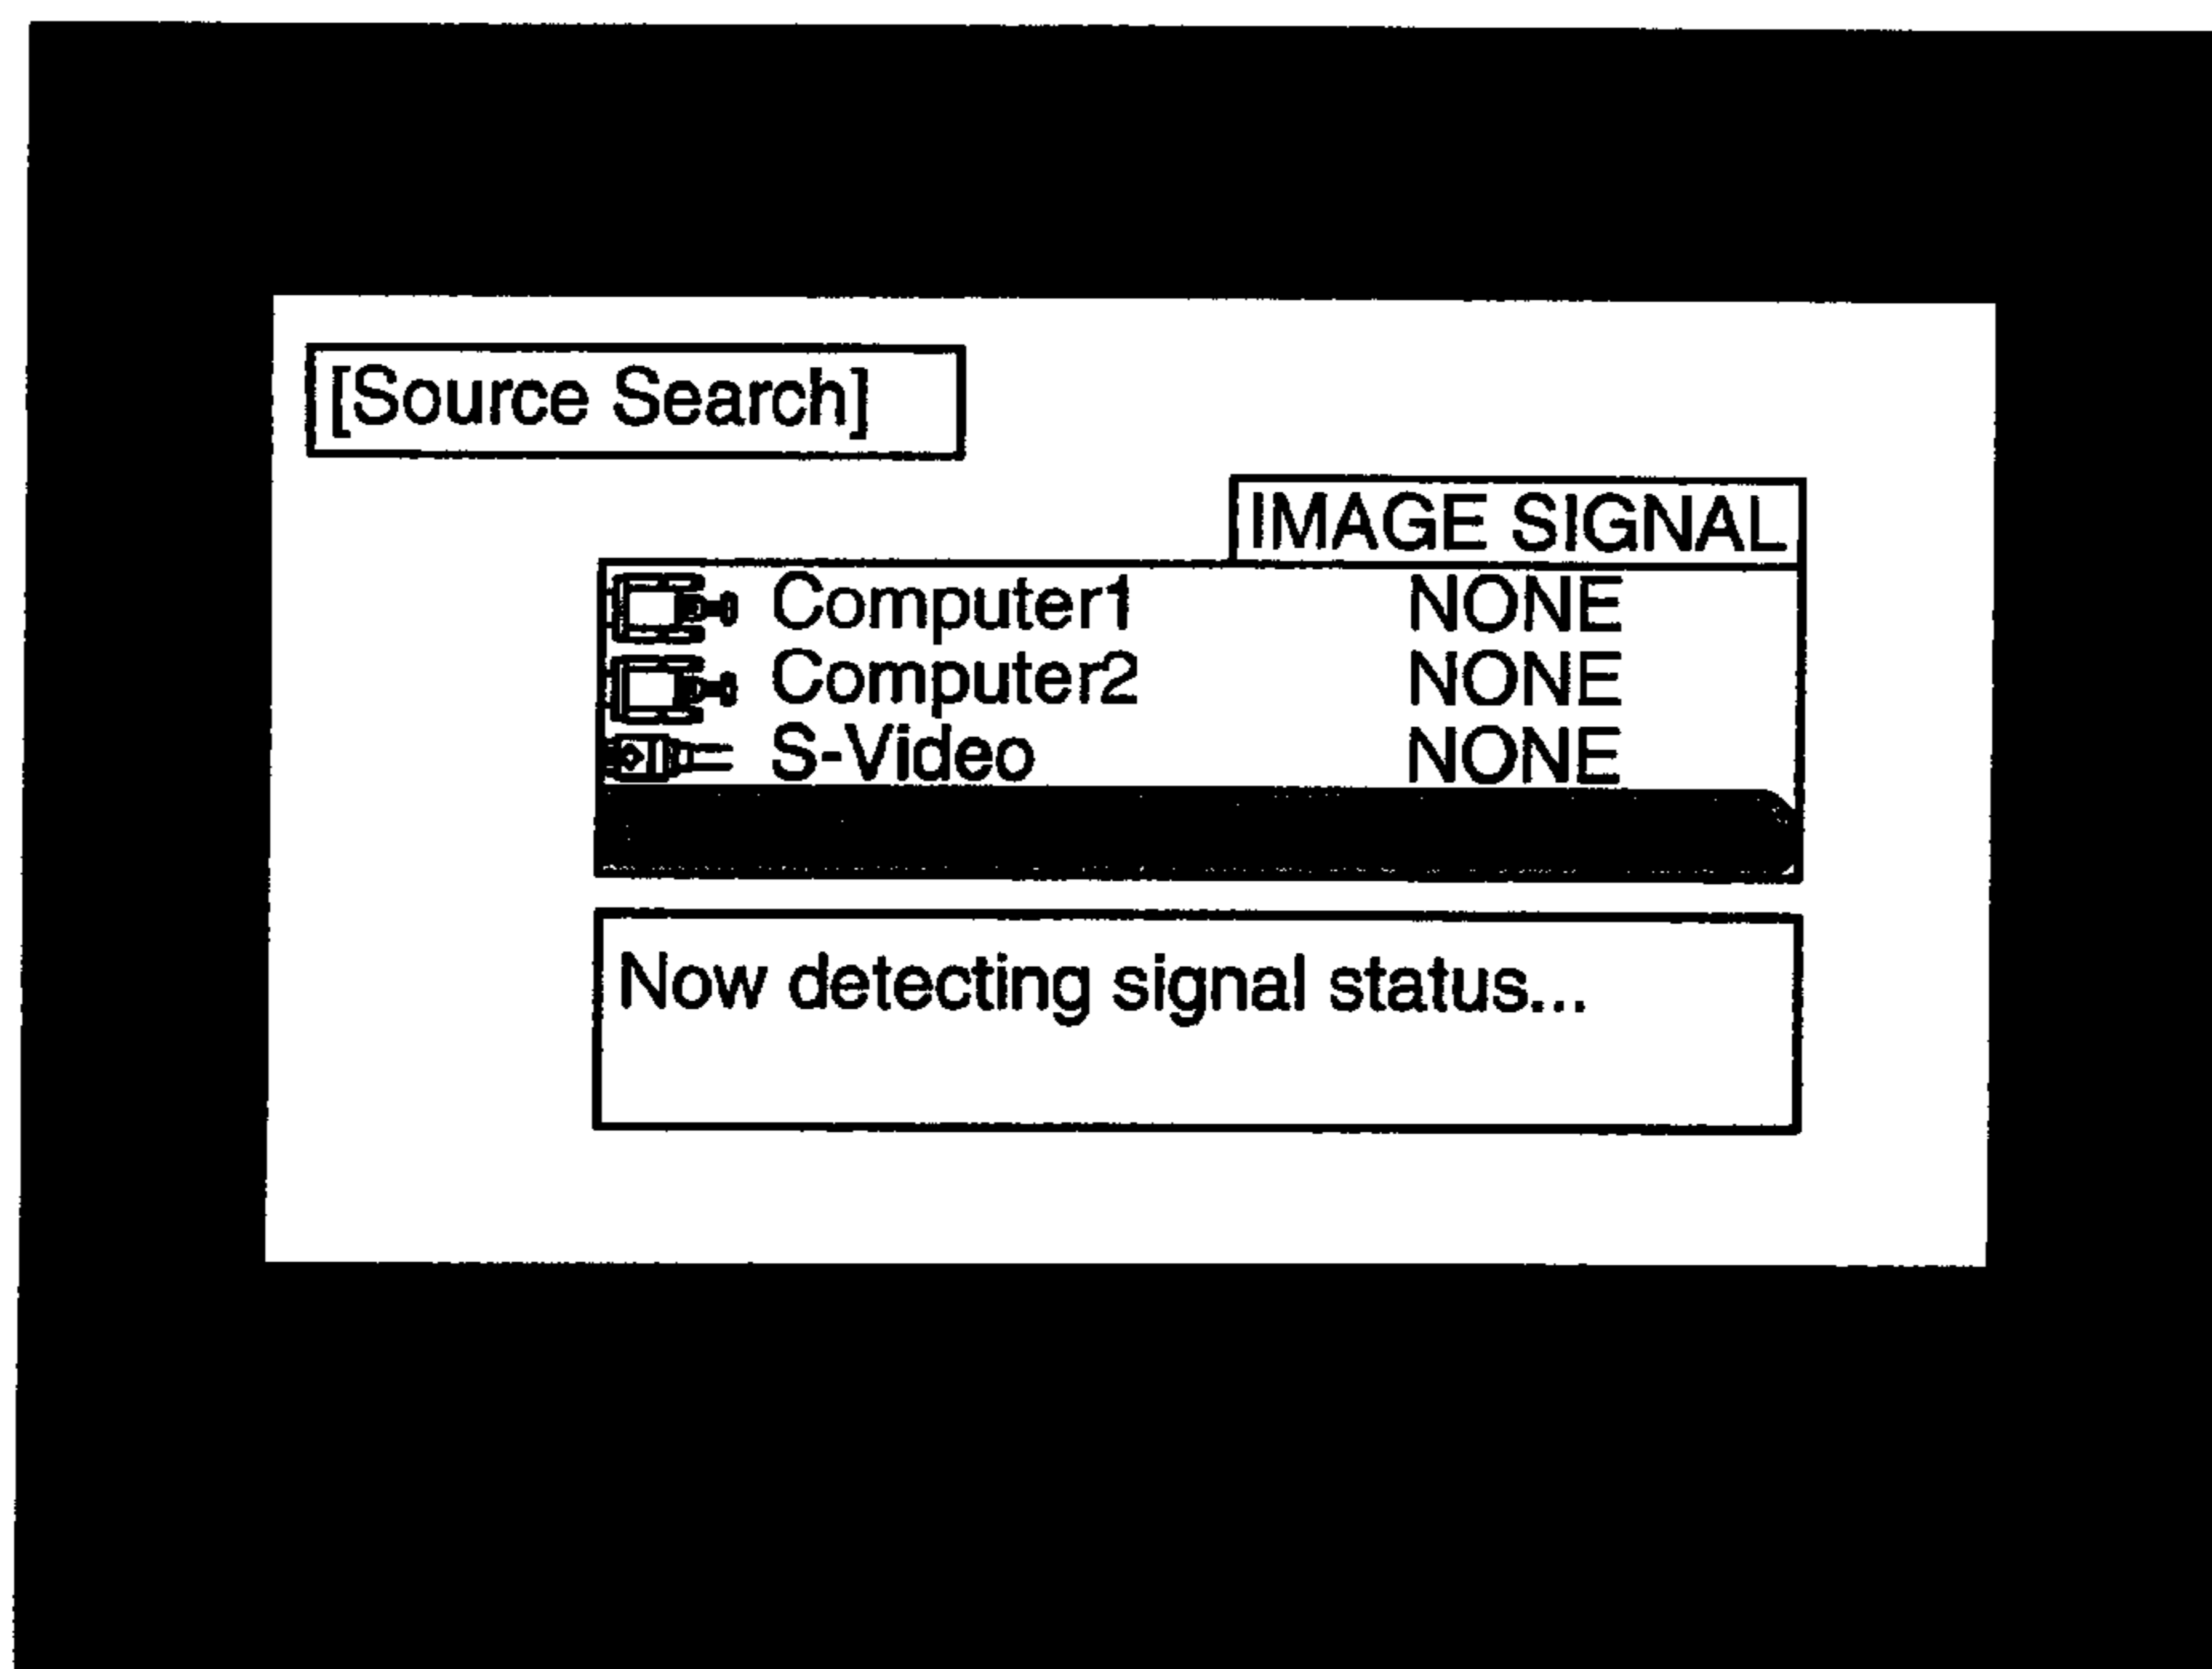 [Source Search]
IMAGE SIGNAL
Computer1 NONE
Computer2 NONE
S-Video NONE
Now detecting signal status...